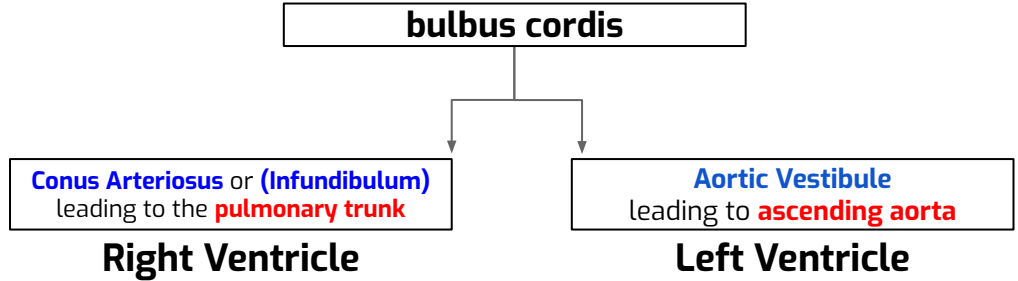 bulbus cordis
Conus Arteriosus or (Infundibulum)
leading to the pulmonary trunk
Right Ventricle
Aortic Vestibule
leading to ascending aorta
Left Ventricle